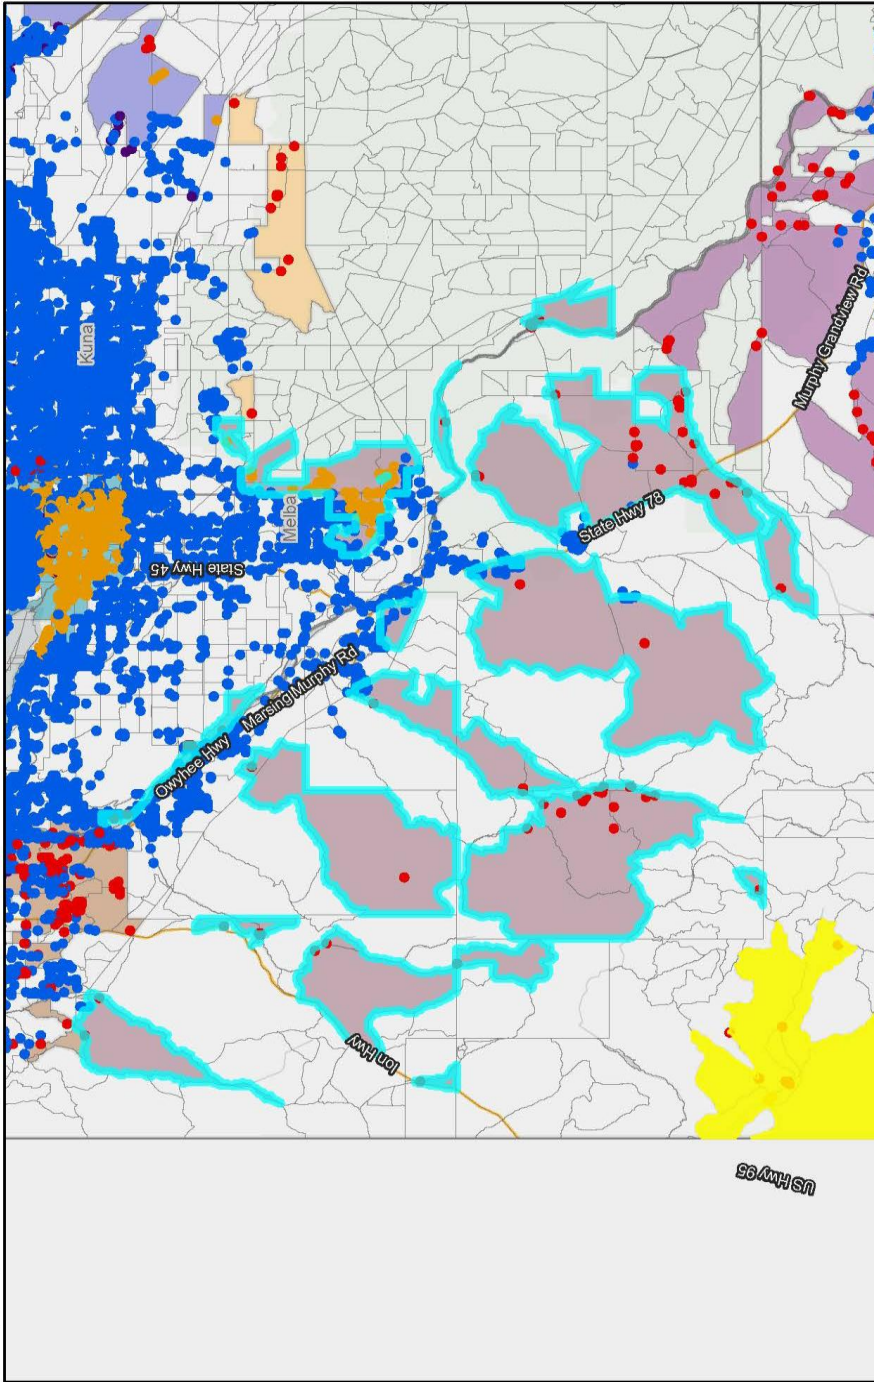 Kuna
Melba
State Hwy 45
Murphy Grandview Rd
State Hwy 78
Marsing Murphy Rd
Owyhee Hwy
Ion Hwy
US Hwy 95